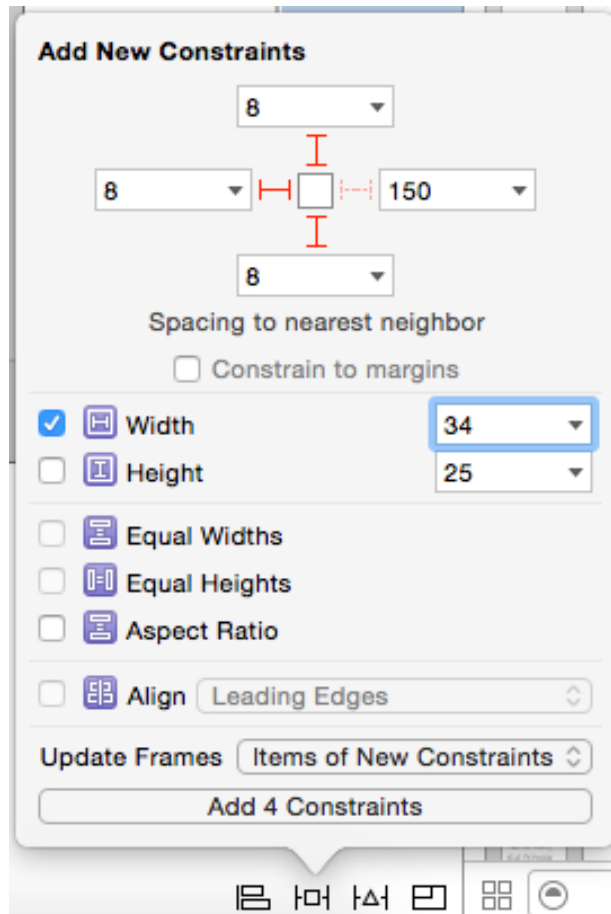 Add New Constraints
8
8 150
8
Spacing to nearest neighbor
Constrain to margins
Width 34
Height 25
Equal Widths
Equal Heights
Aspect Ratio
Align Leading Edges
Update Frames Items of New Constraints
Add 4 Constraints